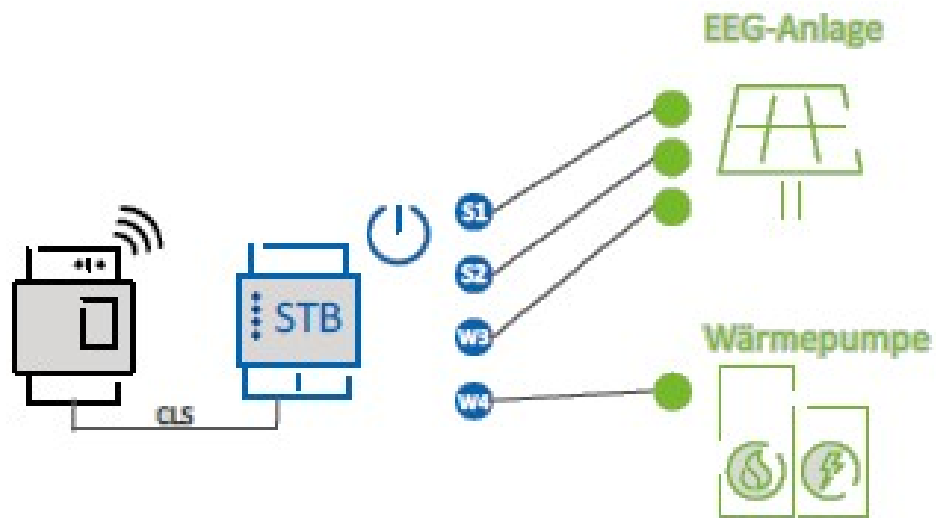 EEG-Anlage
S1
S2
STB
W3
Wärmepumpe
W4
CLS